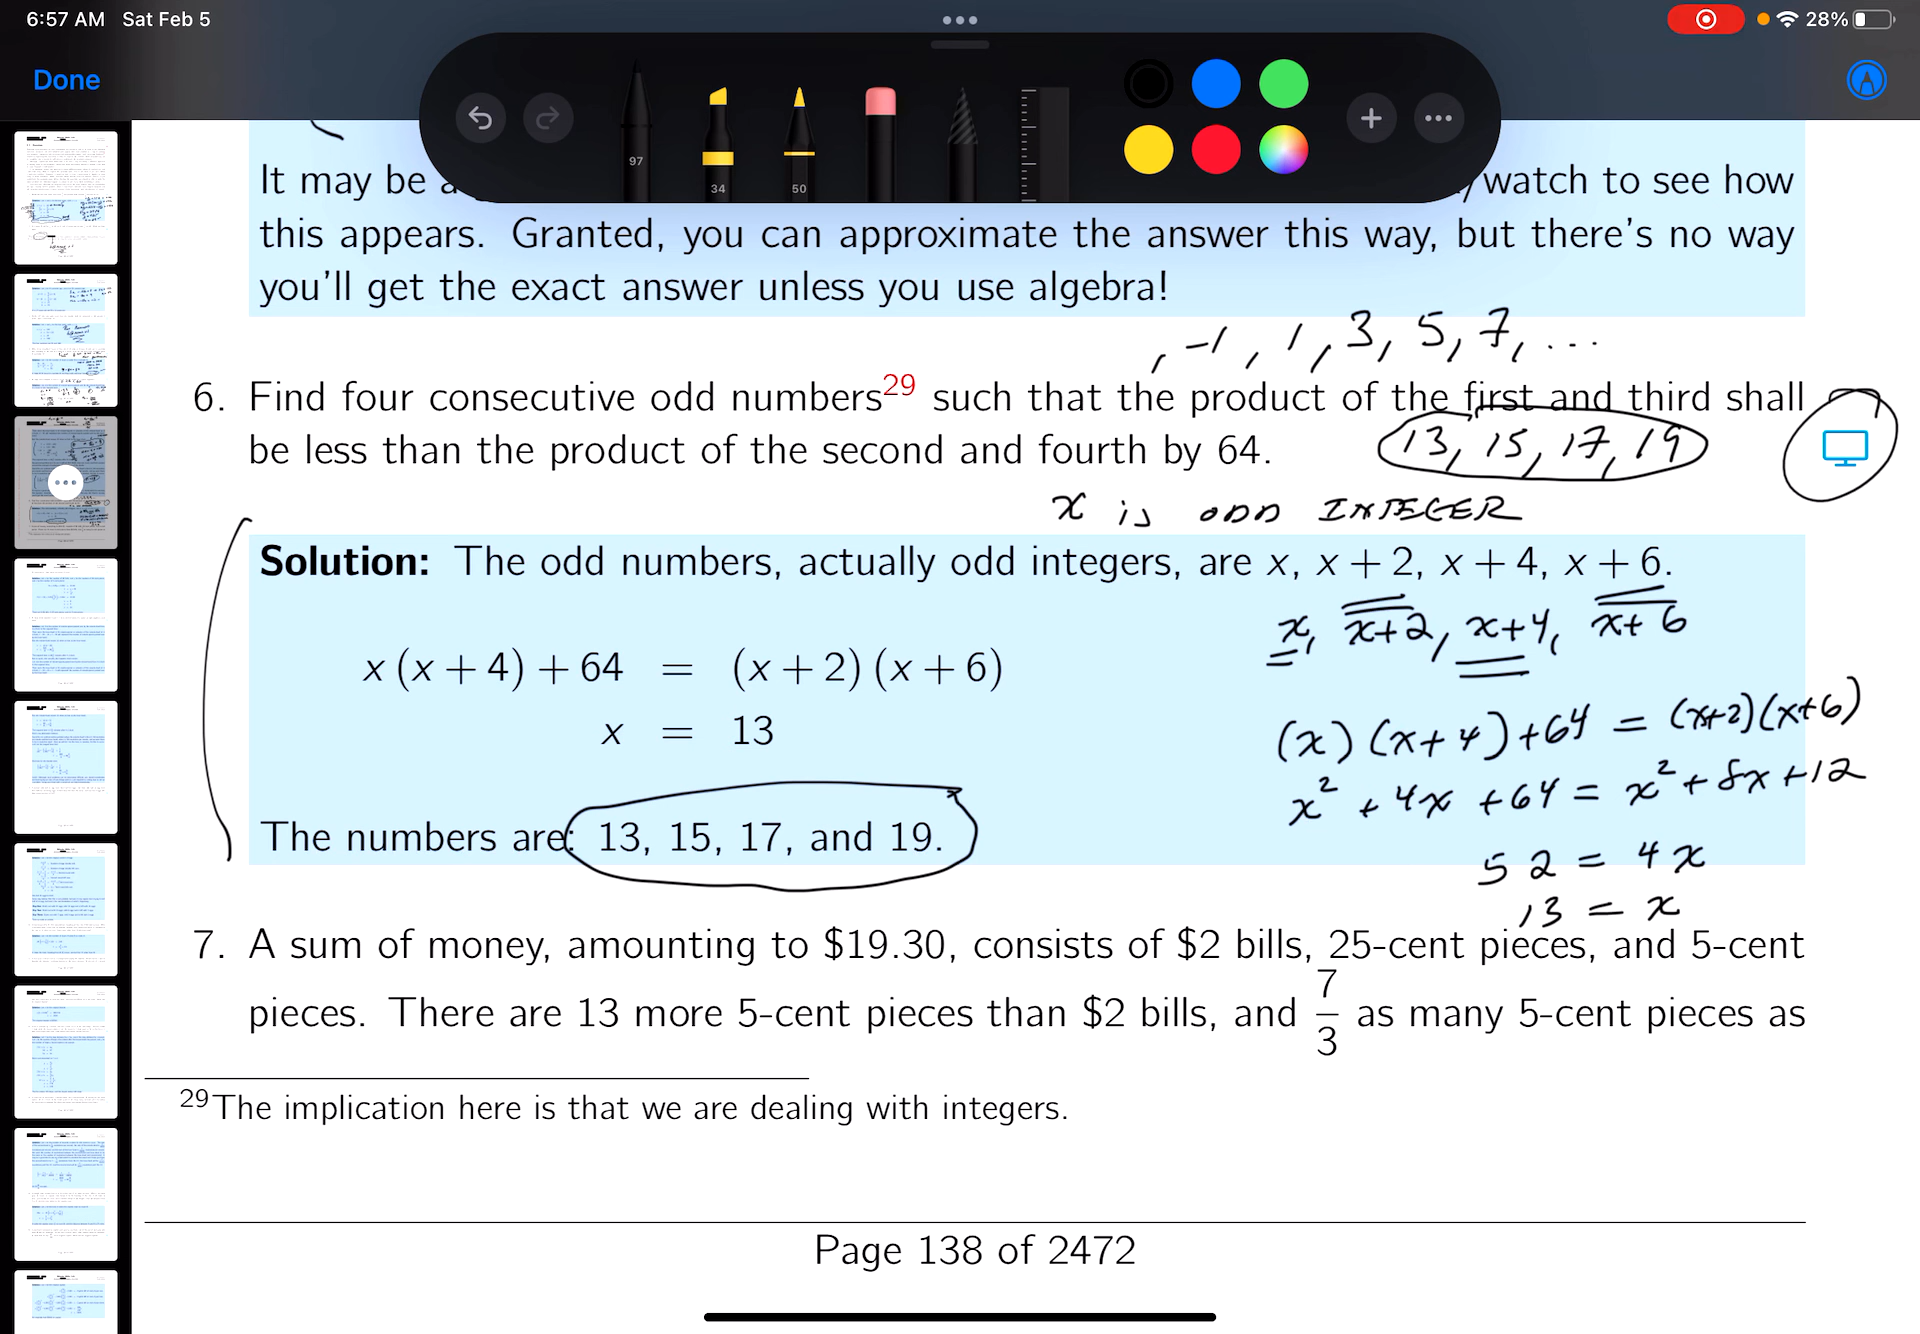 6:57 AM Sat Feb 5
28%
Done
97
34
50
It may be a
watch to see how
this appears. Granted, you can approximate the answer this way, but there's no way
you'll get the exact answer unless you use algebra!
, -1, 1, 3, 5, 7, ...
6. Find four consecutive odd numbers29 such that the product of the first and third shall
be less than the product of the second and fourth by 64.
13, 15, 17, 19
x is ODD INTEGER
Solution: The odd numbers, actually odd integers, are x, x + 2, x + 4, x + 6.
x, x+2, x+4, x+6
x (x + 4) + 64 = (x + 2) (x + 6)
x = 13
(x)(x+4)+64 = (x+2)(x+6)
x² + 4x + 64 = x² + 8x + 12
The numbers are: 13, 15, 17, and 19.
52 = 4x
13 = x
7. A sum of money, amounting to $19.30, consists of $2 bills, 25-cent pieces, and 5-cent
pieces. There are 13 more 5-cent pieces than $2 bills, and 7/3 as many 5-cent pieces as
29The implication here is that we are dealing with integers.
Page 138 of 2472